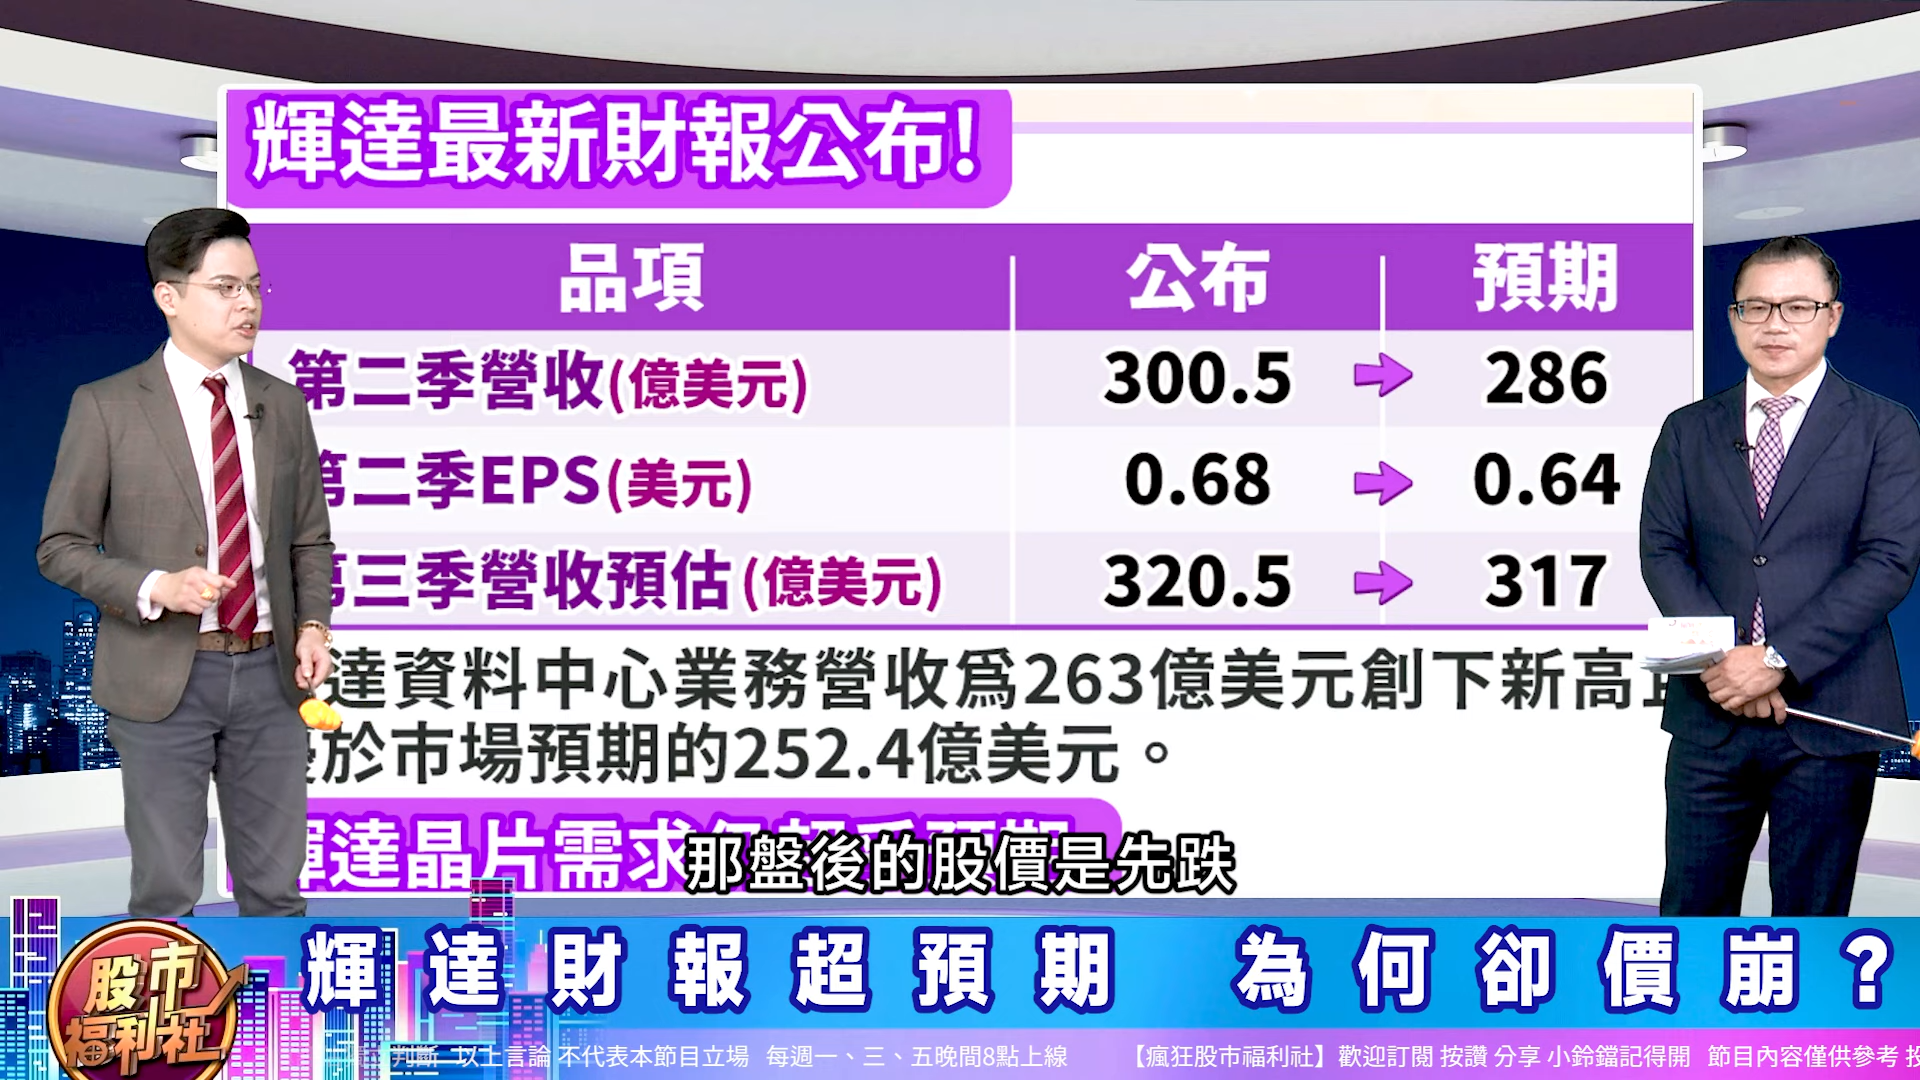 輝達最新財報公布!
品項 公布 預期
第二季營收(億美元) 300.5 286
第二季EPS(美元) 0.68 0.64
第三季營收預估(億美元) 320.5 317
達資料中心業務營收為263億美元創下新高
於市場預期的252.4億美元。
輝達晶片需求
那盤後的股價是先跌
輝達財報超預期 為何卻價崩?
股市
福利社
判斷 以上言論 不代表本節目立場 每週一、三、五晚間8點上線 【瘋狂股市福利社】歡迎訂閱 按讚 分享 小鈴鐺記得開 節目內容僅供參考